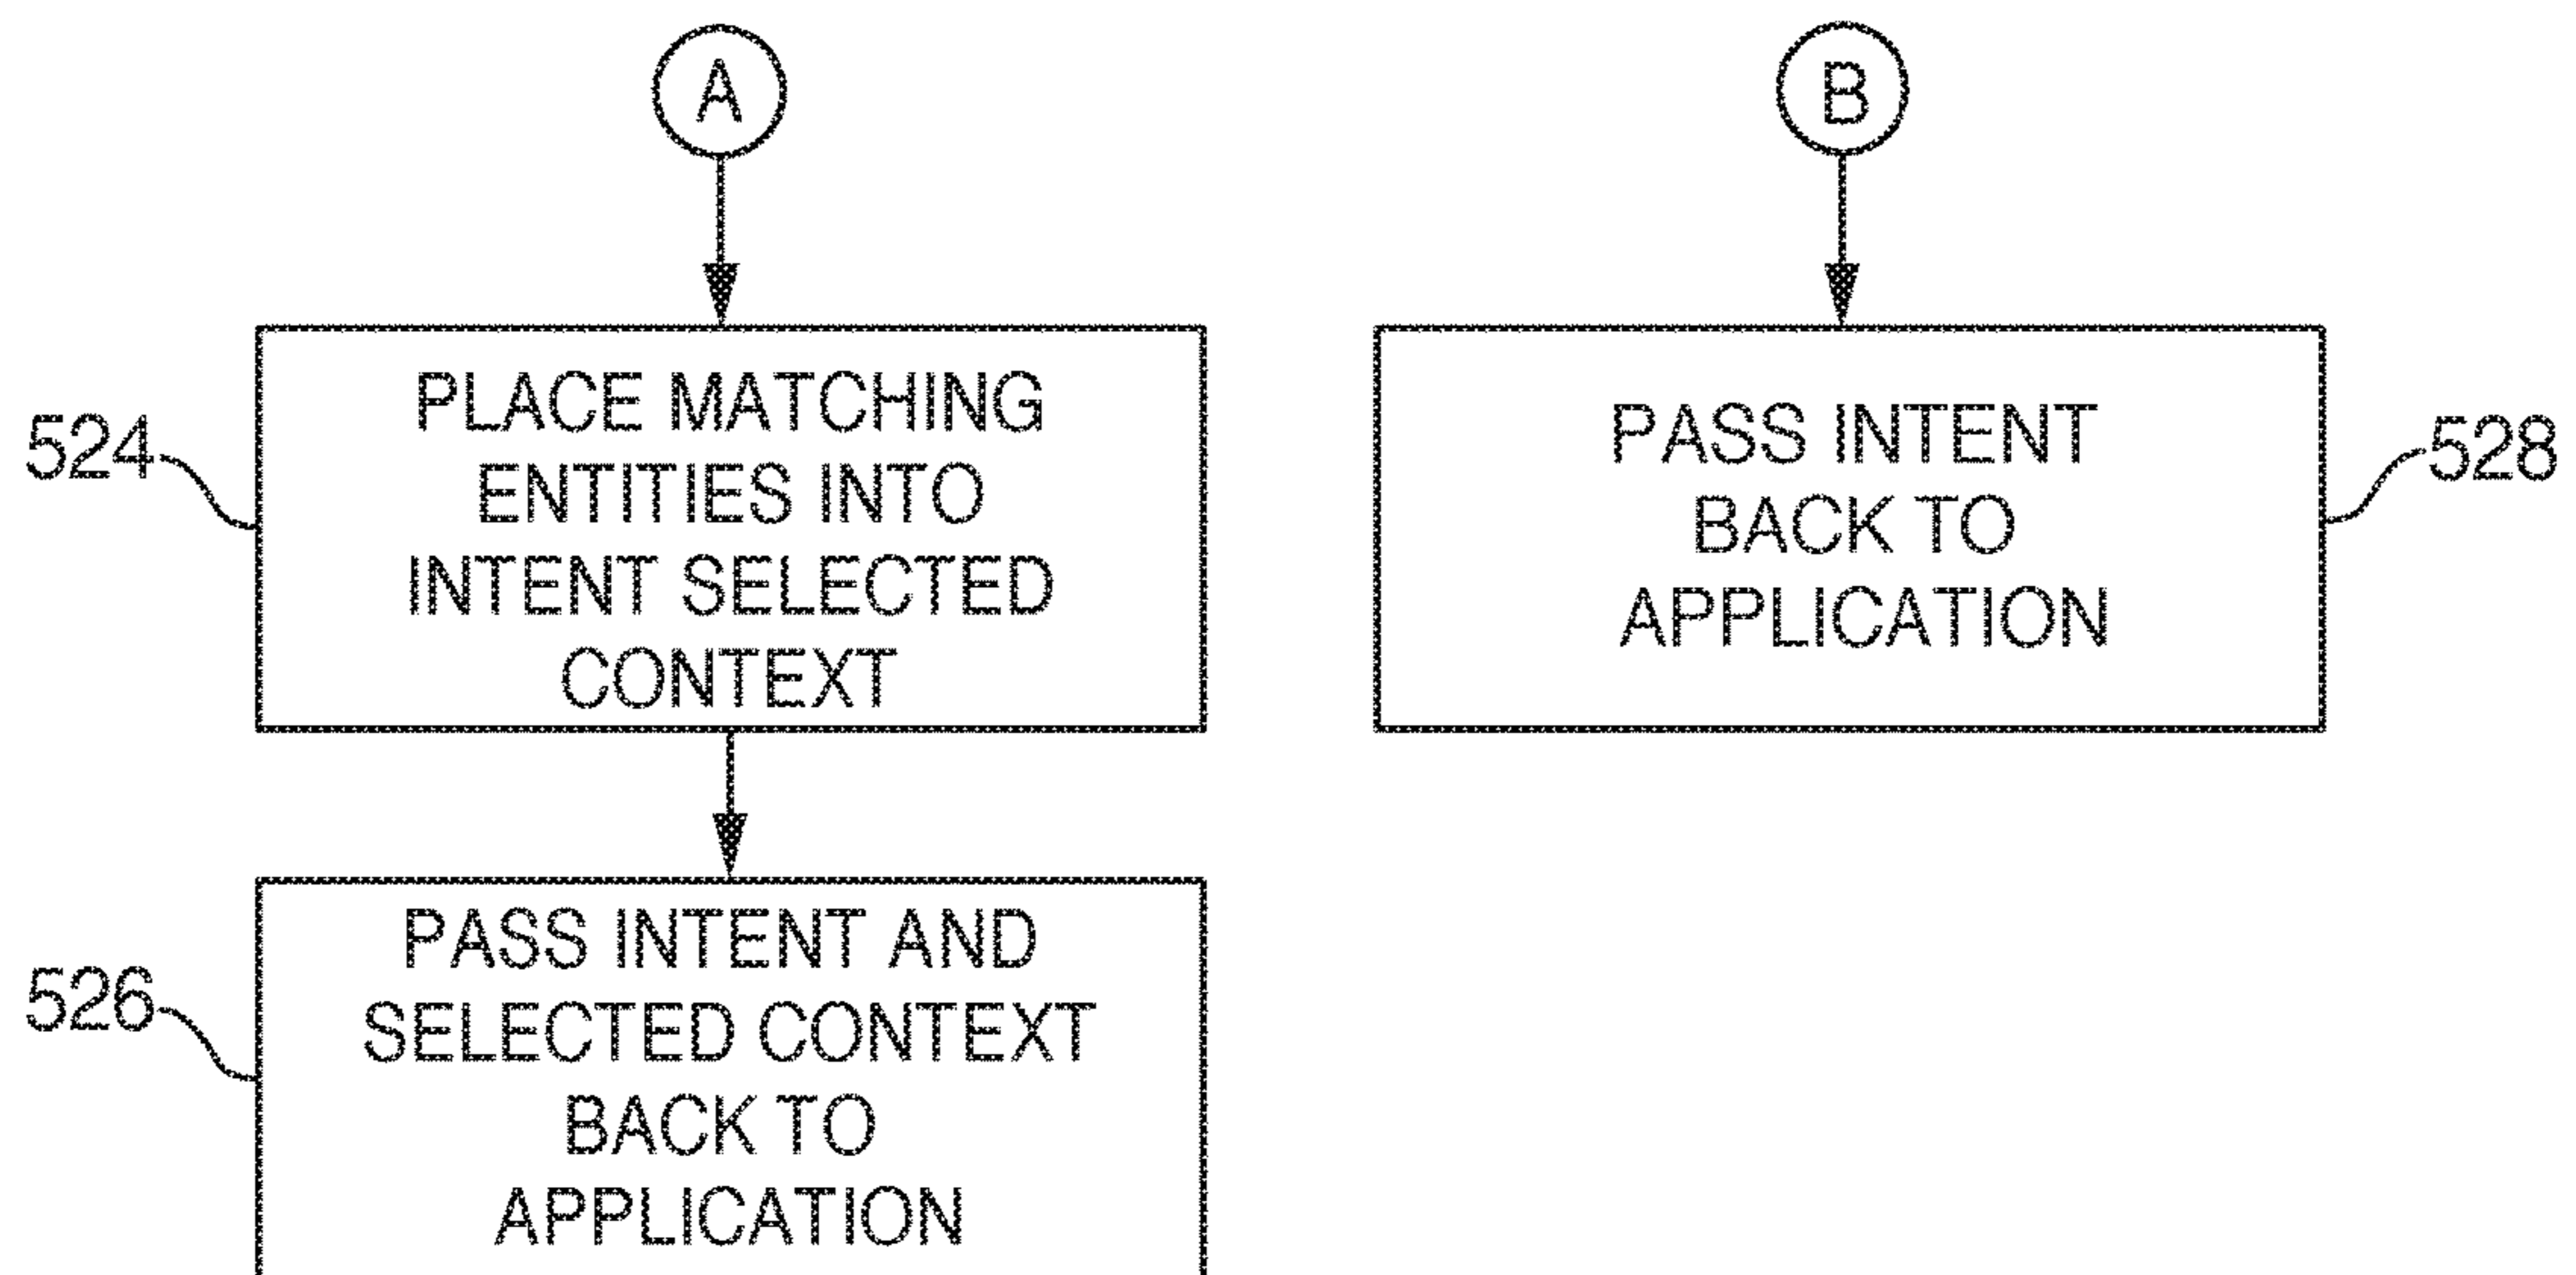 A
524
PLACE MATCHING
ENTITIES INTO
INTENT SELECTED
CONTEXT
526
PASS INTENT AND
SELECTED CONTEXT
BACK TO
APPLICATION
B
PASS INTENT
BACK TO
APPLICATION
528